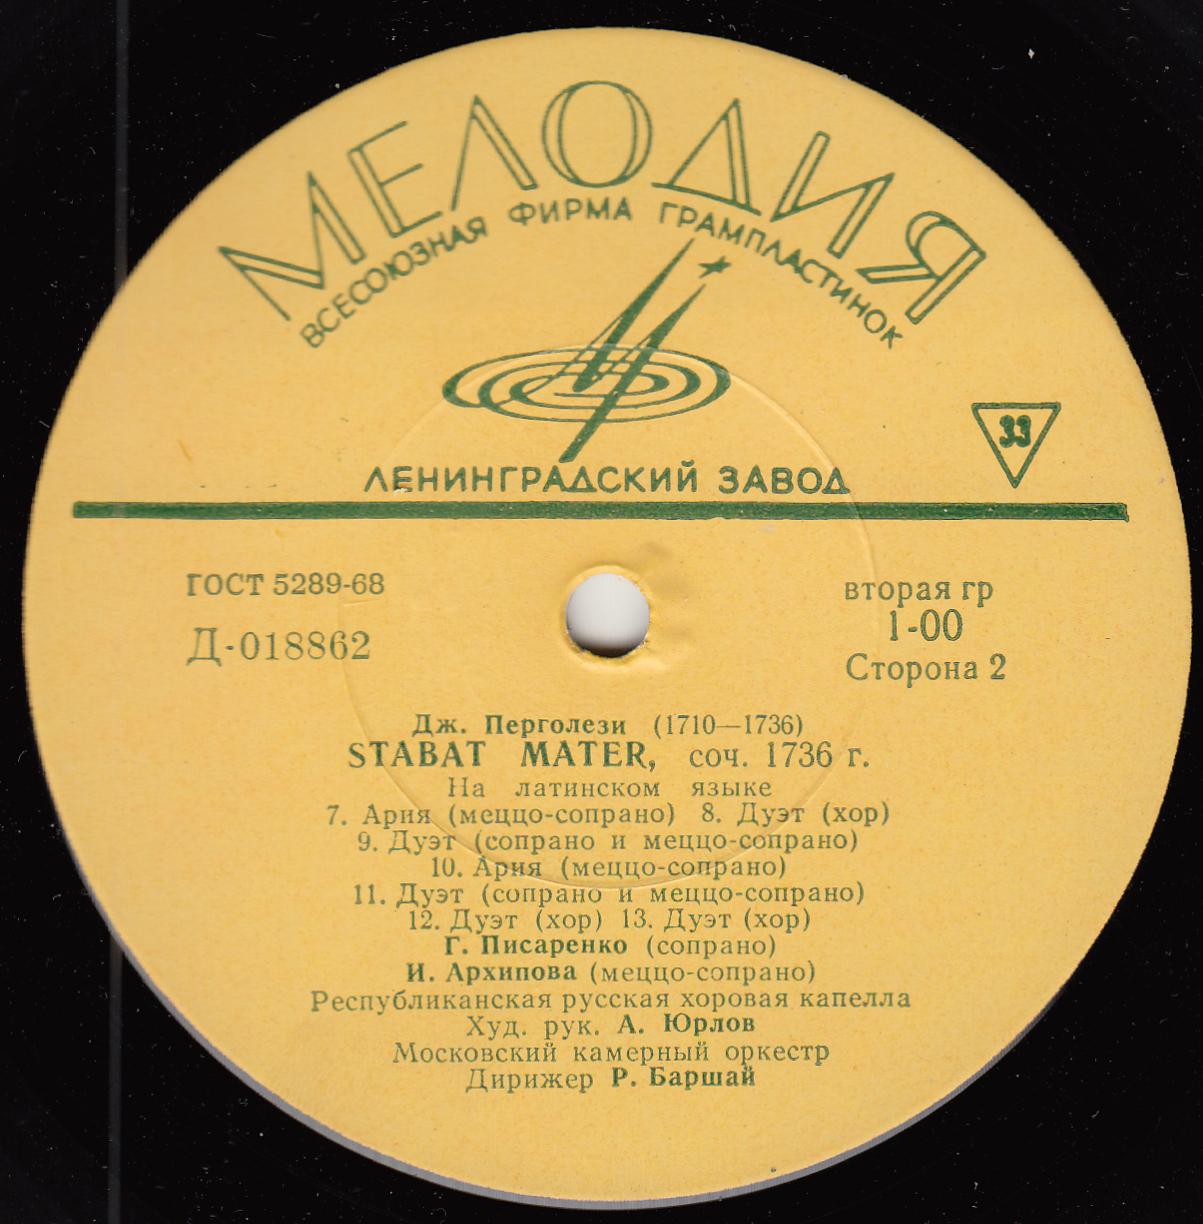 МЕЛОДИЯ
ВСЕСОЮЗНАЯ ФИРМА ГРАМПЛАСТИНОК
33
ЛЕНИНГРАДСКИЙ ЗАВОД
ГОСТ 5289-68
Д-018862
вторая гр
1-00
Сторона 2
Дж. Перголези (1710—1736)
STABAT MATER, соч. 1736 г.
На латинском языке
7. Ария (меццо-сопрано) 8. Дуэт (хор)
9. Дуэт (сопрано и меццо-сопрано)
10. Ария (меццо-сопрано)
11. Дуэт (сопрано и меццо-сопрано)
12. Дуэт (хор) 13. Дуэт (хор)
Г. Писаренко (сопрано)
И. Архипова (меццо-сопрано)
Республиканская русская хоровая капелла
Худ. рук. А. Юрлов
Московский камерный оркестр
Дирижер Р. Баршай